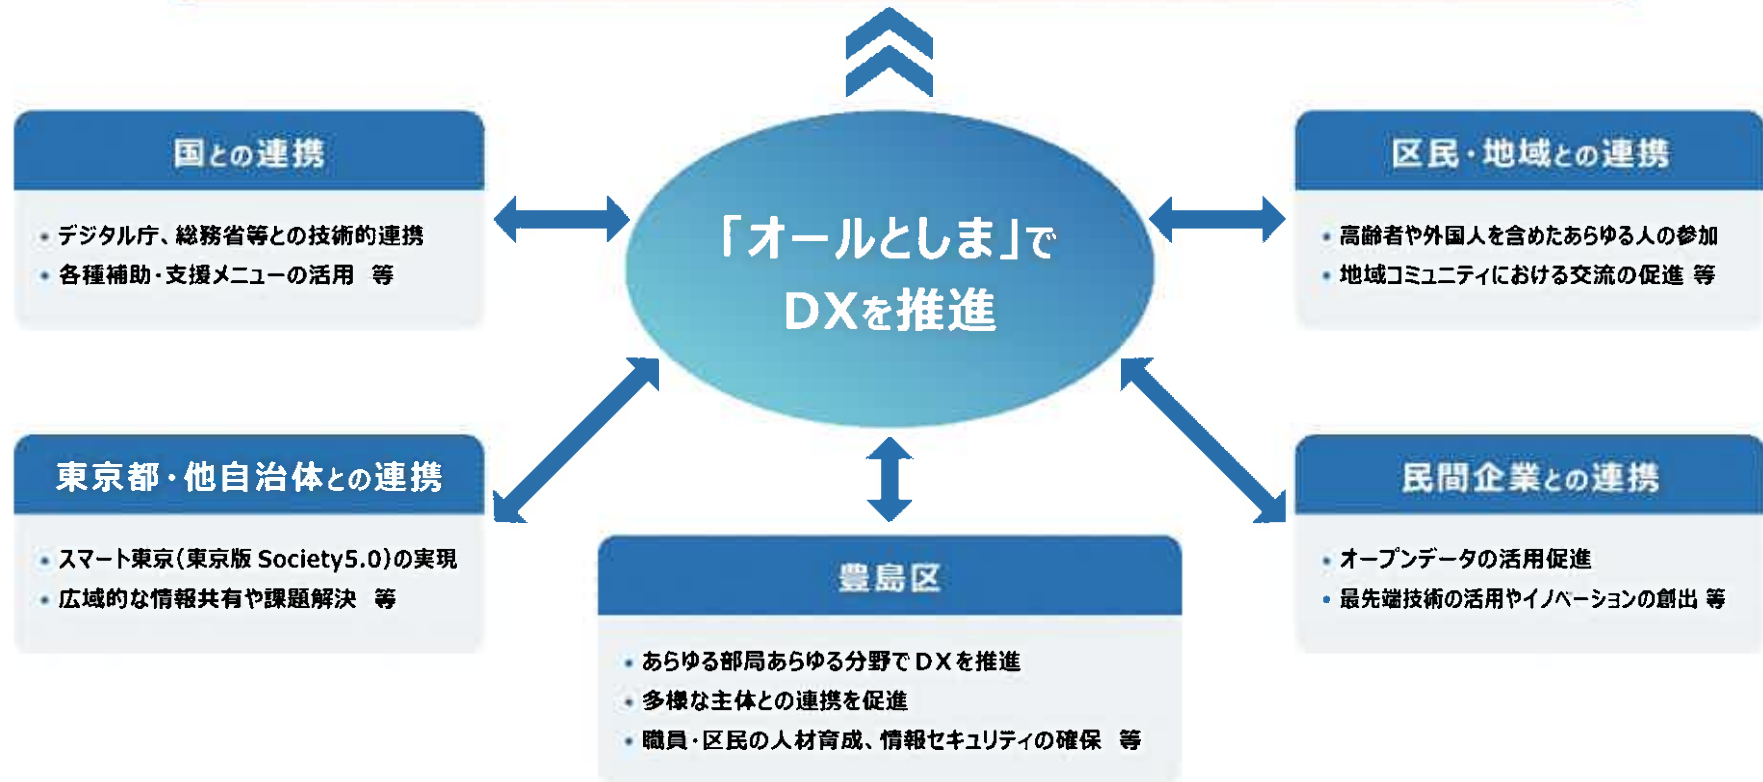 国との連携
・デジタル庁、総務省等との技術的連携
・各種補助・支援メニューの活用 等
「オールとしま」で
DXを推進
区民・地域との連携
・高齢者や外国人を含めたあらゆる人の参加
・地域コミュニティにおける交流の促進 等
東京都・他自治体との連携
・スマート東京(東京版 Society5.0)の実現
・広域的な情報共有や課題解決 等
豊島区
・あらゆる部局あらゆる分野でDXを推進
・多様な主体との連携を促進
・職員・区民の人材育成、情報セキュリティの確保 等
民間企業との連携
・オープンデータの活用促進
・最先端技術の活用やイノベーションの創出 等